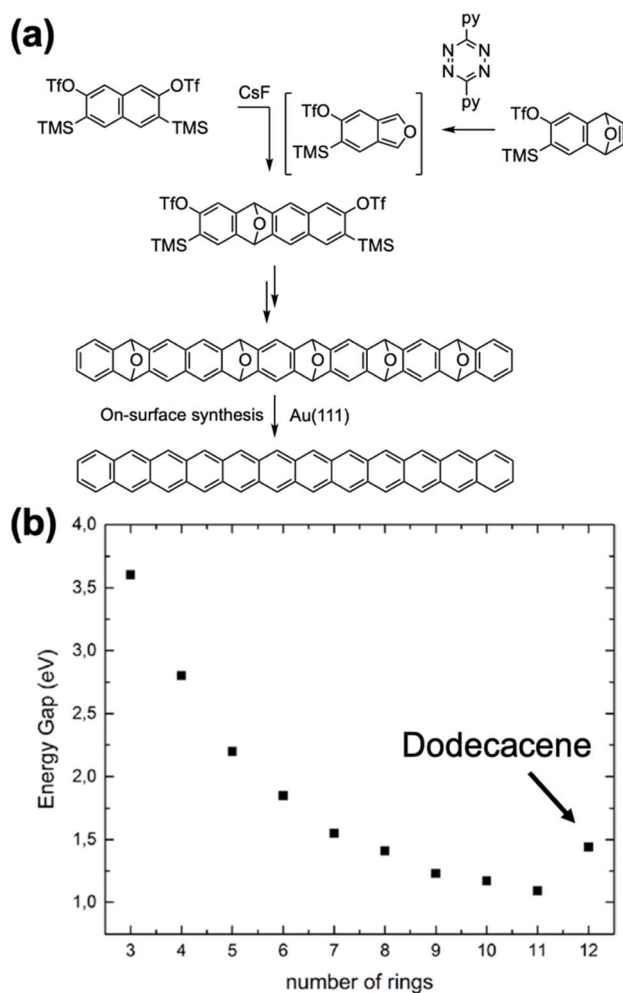 (a)
py
N N
N N
py
OTf OTf
TMS TMS
CsF
TfO
TMS
O
TfO
TMS
O
OTf OTf
O
TMS TMS
O O O O O
On-surface synthesis Au(111)
(b)
4,0
3,5
3,0
2,5
2,0
1,5
1,0
Energy Gap (eV)
Dodecacene
3 4 5 6 7 8 9 10 11 12
number of rings